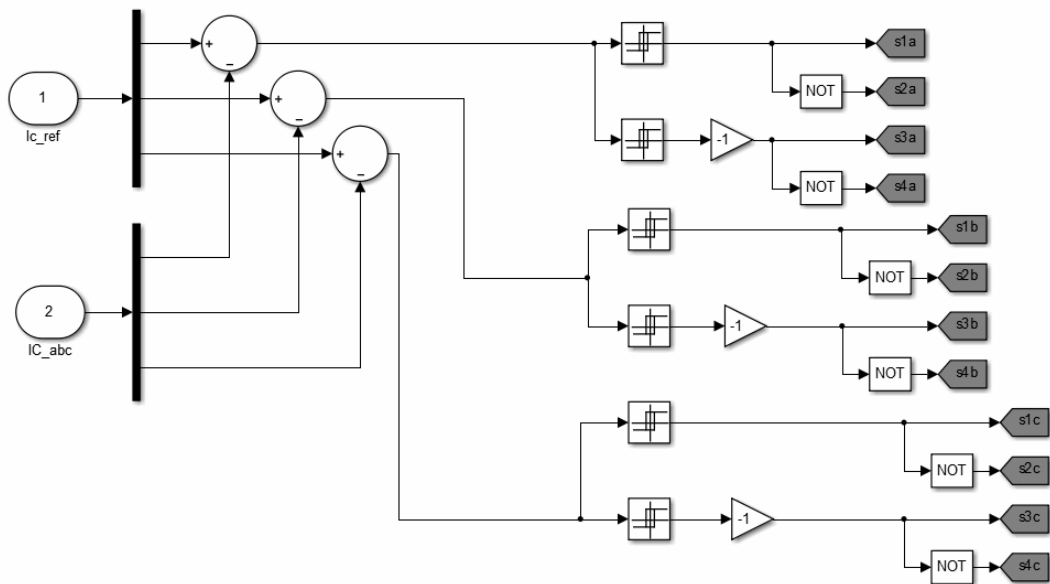 +
−
s1a
NOT
s2a
1
Ic_ref
+
−
+
−
-1
s3a
NOT
s4a
s1b
NOT
s2b
2
IC_abc
-1
s3b
NOT
s4b
s1c
NOT
s2c
-1
s3c
NOT
s4c